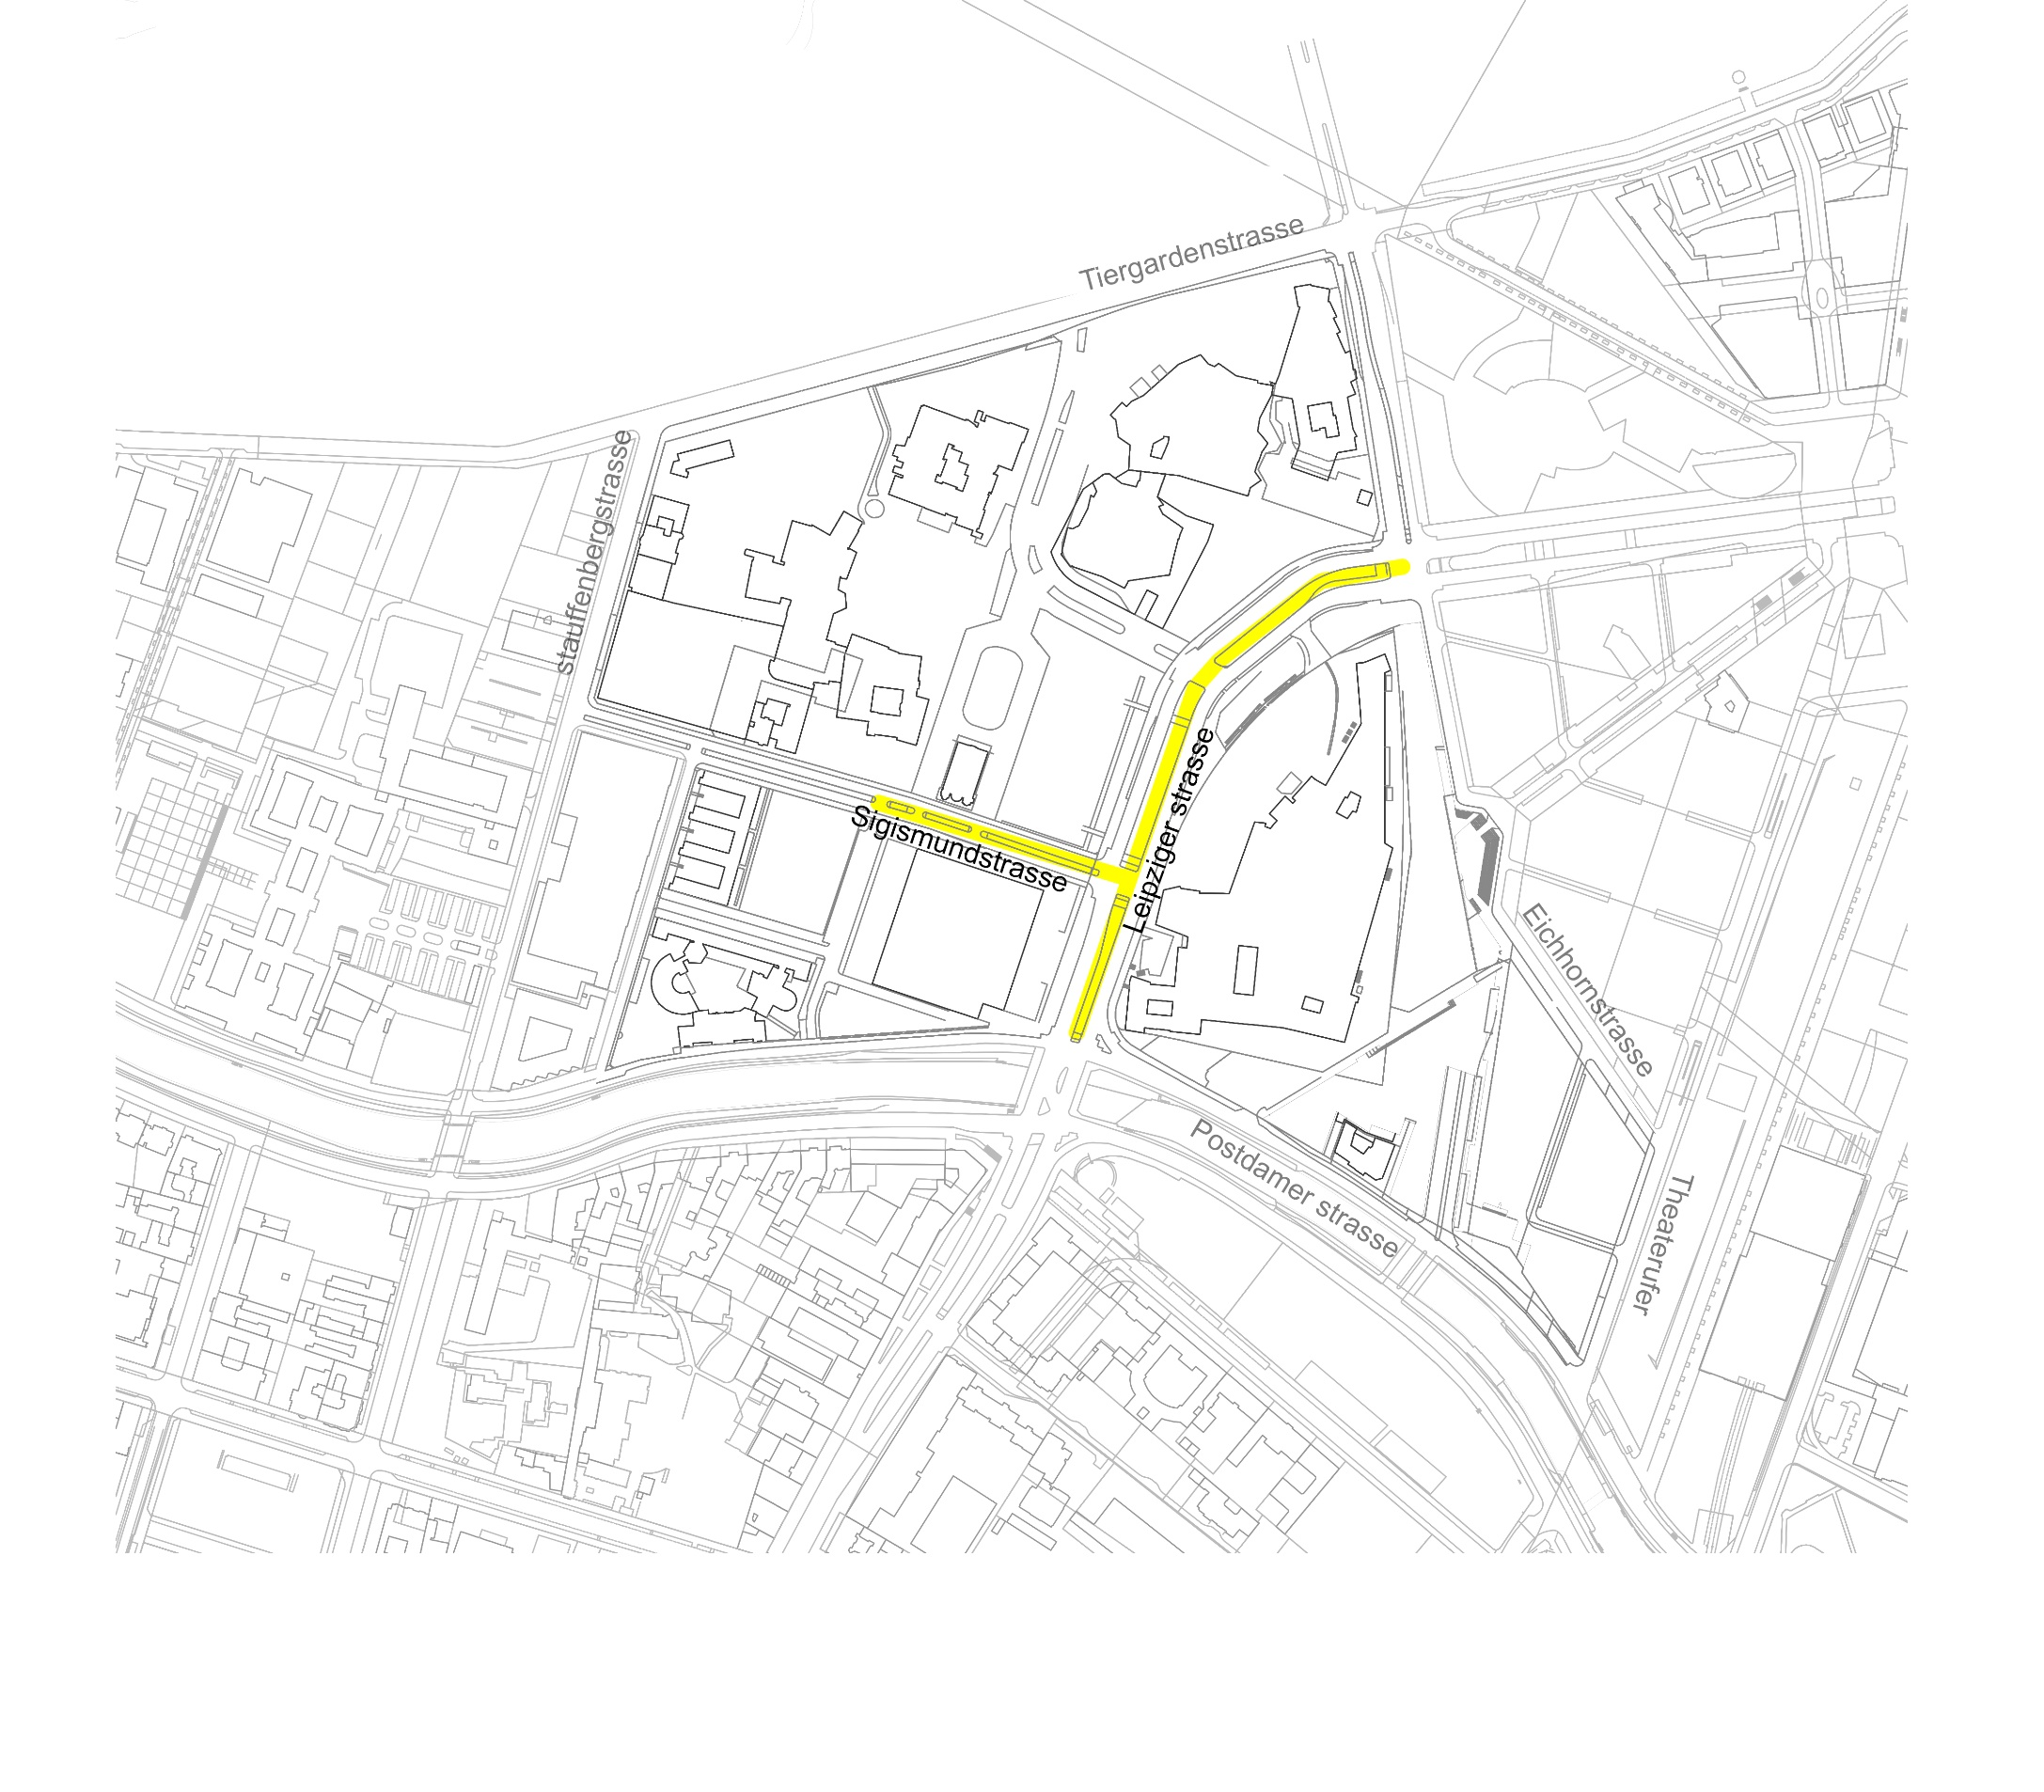 Tiergardenstrasse
stauffenbergstrasse
Leipziger strasse
Sigismundstrasse
Eichhornstrasse
Postdamer strasse
Theaterufer